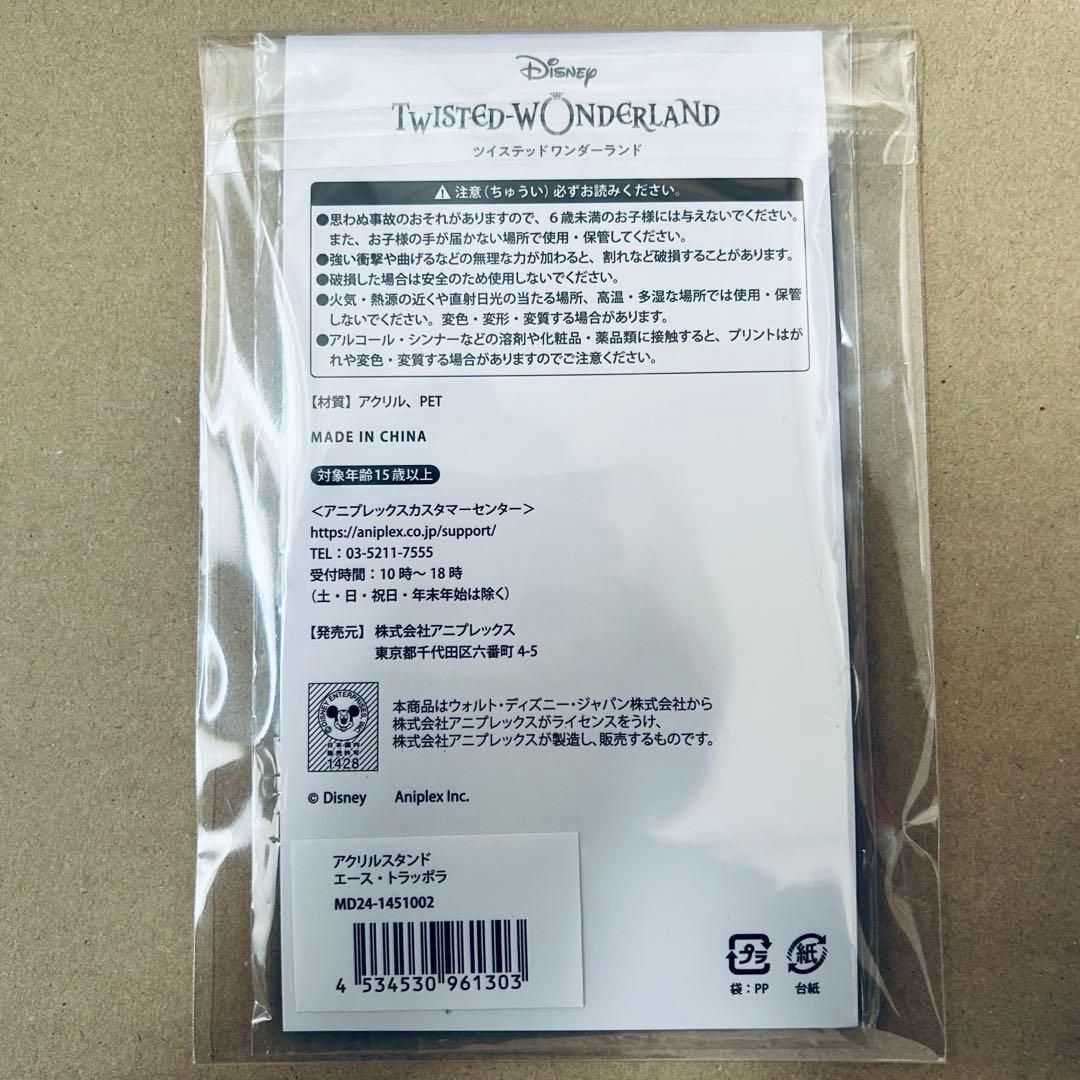 Disney
TWISTED-WONDERLAND
ツイステッドワンダーランド
⚠ 注意(ちゅうい)必ずお読みください。
●思わぬ事故のおそれがありますので、6歳未満のお子様には与えないでください。
また、お子様の手が届かない場所で使用・保管してください。
●強い衝撃や曲げるなどの無理な力が加わると、割れなど破損することがあります。
●破損した場合は安全のため使用しないでください。
●火気・熱源の近くや直射日光の当たる場所、高温・多湿な場所では使用・保管
しないでください。変色・変形・変質する場合があります。
●アルコール・シンナーなどの溶剤や化粧品・薬品類に接触すると、プリントはが
れや変色・変質する場合がありますのでご注意ください。
【材質】アクリル、PET
MADE IN CHINA
対象年齢15歳以上
<アニプレックスカスタマーセンター>
https://aniplex.co.jp/support/
TEL:03-5211-7555
受付時間:10時～18時
(土・日・祝日・年末年始は除く)
【発売元】株式会社アニプレックス
東京都千代田区六番町4-5
©DISNEY ENTERPRISES, INC.
日本国内
販売許可
1428
本商品はウォルト・ディズニー・ジャパン株式会社から
株式会社アニプレックスがライセンスをうけ、
株式会社アニプレックスが製造し、販売するものです。
© Disney Aniplex Inc.
アクリルスタンド
エース・トラッポラ
MD24-1451002
4 534530 961303
プラ 紙
袋:PP 台紙